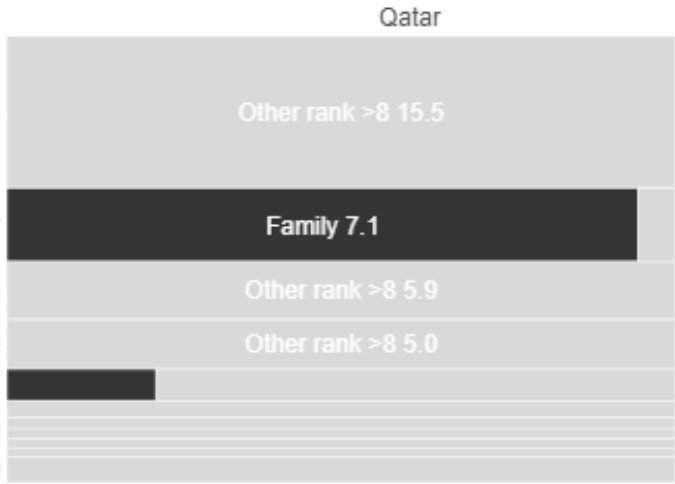 Qatar
Other rank >8 15.5
Family 7.1
Other rank >8 5.9
Other rank >8 5.0